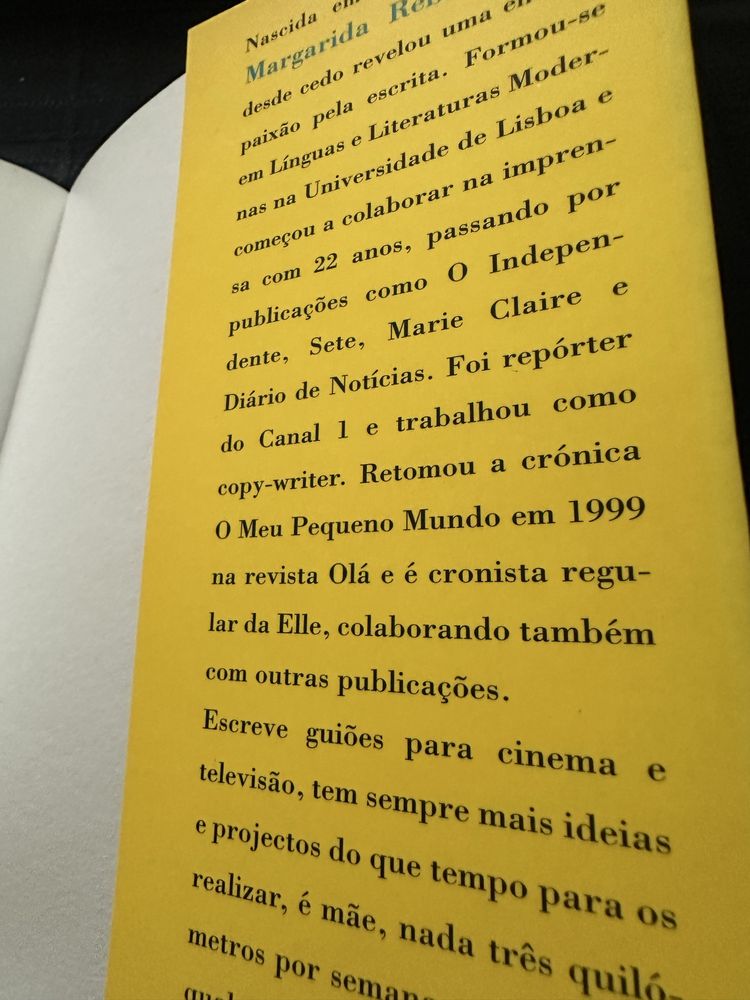 Nascida em
Margarida
desde cedo revelou uma
paixão pela escrita. Formou-se
em Línguas e Literaturas Moder-
nas na Universidade de Lisboa e
começou a colaborar na impren-
sa com 22 anos, passando por
publicações como O Indepen-
dente, Sete, Marie Claire e
Diário de Notícias. Foi repórter
do Canal 1 e trabalhou como
copy-writer. Retomou a crónica
O Meu Pequeno Mundo em 1999
na revista Olá e é cronista regu-
lar da Elle, colaborando também
com outras publicações.
Escreve guiões para cinema e
televisão, tem sempre mais ideias
e projectos do que tempo para os
realizar, é mãe, nada três quiló-
metros por